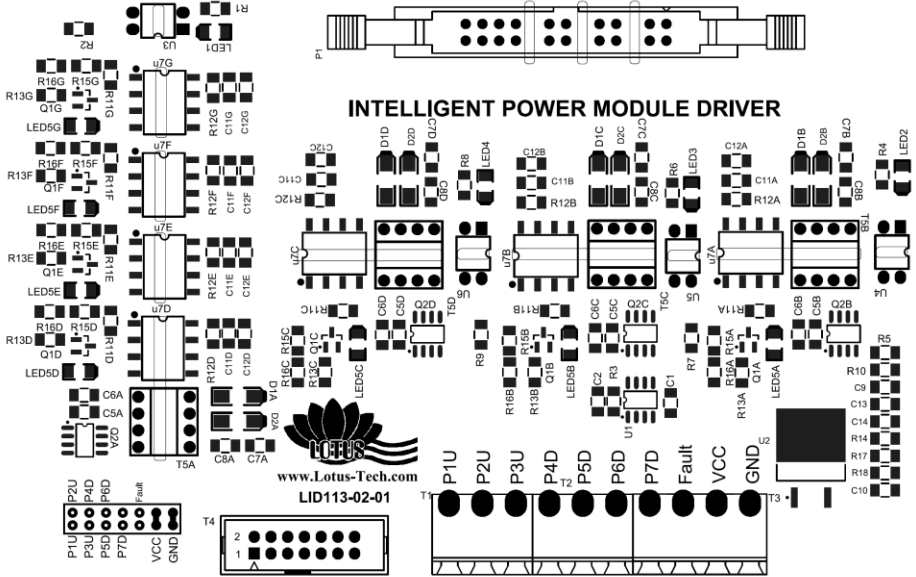 R1
R2
U3
LED1
P1
INTELLIGENT POWER MODULE DRIVER
u7G
R16G
R15G
R13G
Q1G
R11G
LED5G
R12G
C11G
C12G
u7F
R16F
R15F
R13F
Q1F
R11F
LED5F
R12F
C11F
C12F
u7E
R16E
R15E
R13E
Q1E
R11E
LED5E
R12E
C11E
C12E
u7D
R16D
R15D
R13D
Q1D
R11D
LED5D
R12D
C11D
C12D
C6A
C5A
Q2A
T5A
D1A
D2A
C8A
C7A
C12C
C11C
R12C
D1D
D2D
C7D
C8D
R8
LED4
u7C
U6
T5D
R11C
C6D
C5D
Q2D
R15C
Q1C
R16C
R13C
LED5C
R9
C12B
C11B
R12B
D1C
D2C
C7C
C8C
R6
LED3
u7B
U5
T5C
R11B
C6C
C5C
Q2C
R15B
Q1B
R16B
R13B
LED5B
R7
C2
R3
U1
C1
C12A
C11A
R12A
D1B
D2B
C7B
C8B
R4
LED2
u7A
U4
T5B
R11A
C6B
C5B
Q2B
R15A
R16A
Q1A
R13A
LED5A
R5
R10
C9
C13
C14
R14
R17
R18
C10
U2
T3
LOTUS
www.Lotus-Tech.com
LID113-02-01
P1U P2U P3U P4D P5D P6D P7D Fault VCC GND
T1
T2
P2U P4D P6D Fault
P1U P3U P5D P7D VCC GND
T4
2
1